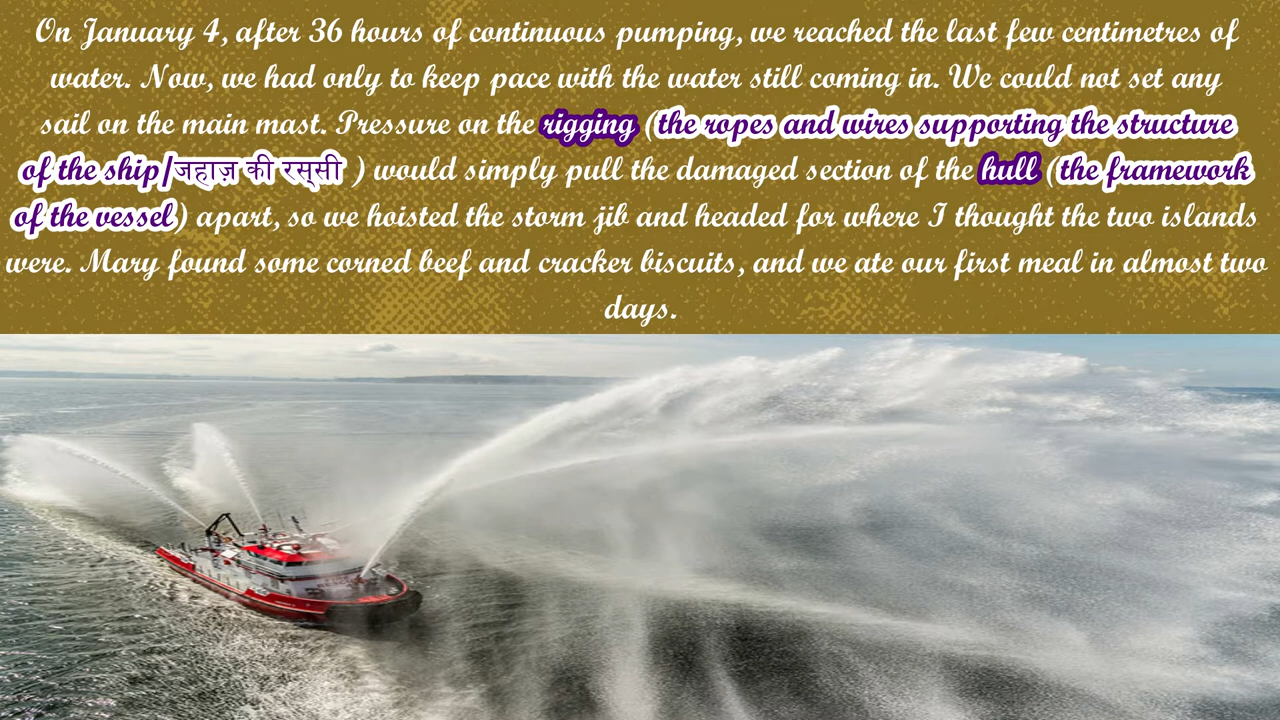 On January 4, after 36 hours of continuous pumping, we reached the last few centimetres of
water. Now, we had only to keep pace with the water still coming in. We could not set any
sail on the main mast. Pressure on the rigging (the ropes and wires supporting the structure
of the ship/जहाज़ की रस्सी ) would simply pull the damaged section of the hull (the framework
of the vessel) apart, so we hoisted the storm jib and headed for where I thought the two islands
were. Mary found some corned beef and cracker biscuits, and we ate our first meal in almost two
days.